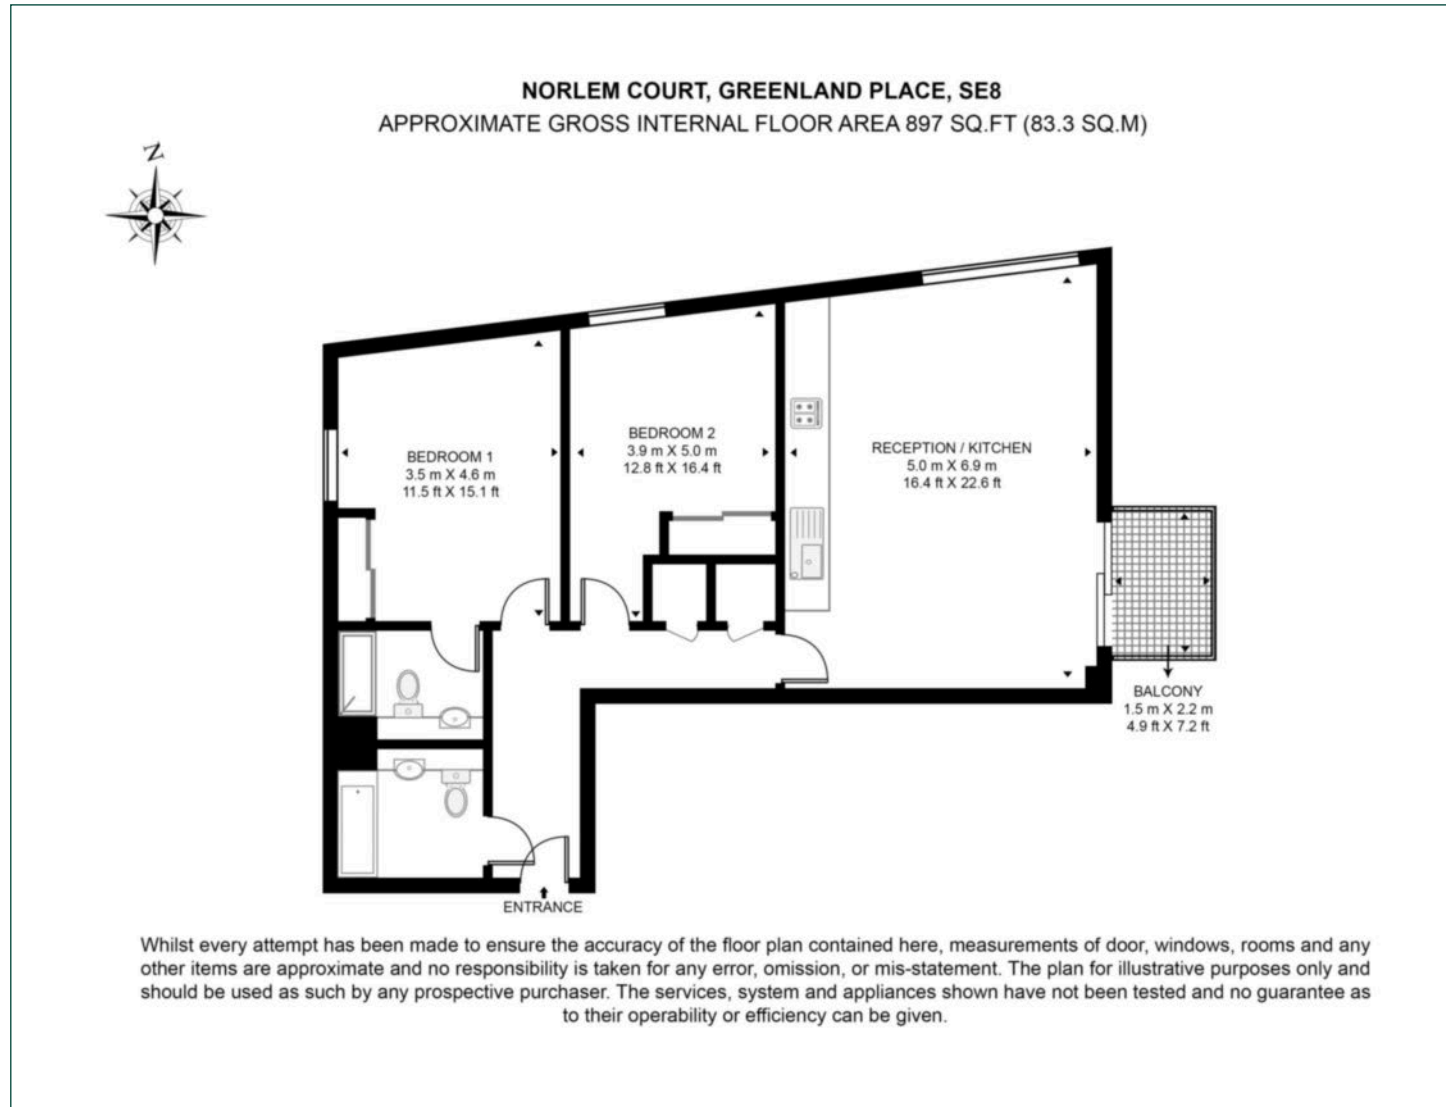 NORLEM COURT, GREENLAND PLACE, SE8
APPROXIMATE GROSS INTERNAL FLOOR AREA 897 SQ.FT (83.3 SQ.M)
N
BEDROOM 1
3.5 m X 4.6 m
11.5 ft X 15.1 ft
BEDROOM 2
3.9 m X 5.0 m
12.8 ft X 16.4 ft
RECEPTION / KITCHEN
5.0 m X 6.9 m
16.4 ft X 22.6 ft
BALCONY
1.5 m X 2.2 m
4.9 ft X 7.2 ft
ENTRANCE
Whilst every attempt has been made to ensure the accuracy of the floor plan contained here, measurements of door, windows, rooms and any
other items are approximate and no responsibility is taken for any error, omission, or mis-statement. The plan for illustrative purposes only and
should be used as such by any prospective purchaser. The services, system and appliances shown have not been tested and no guarantee as
to their operability or efficiency can be given.